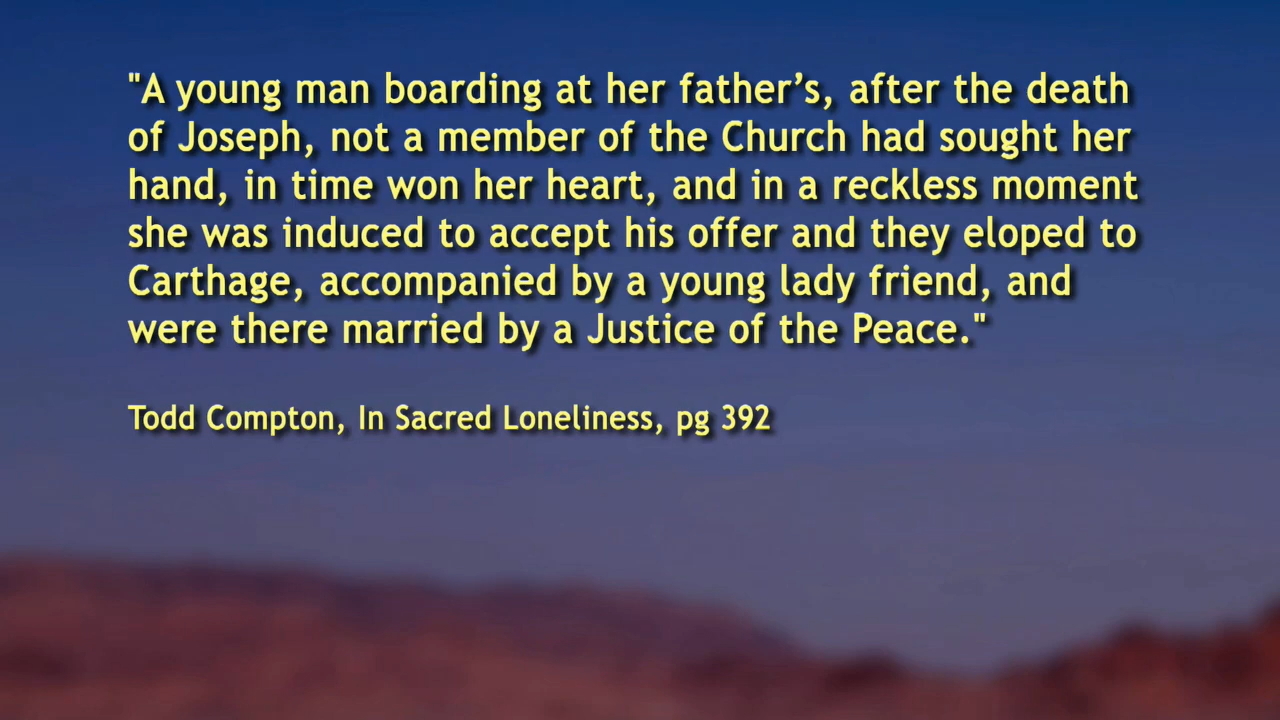 "A young man boarding at her father’s, after the death
of Joseph, not a member of the Church had sought her
hand, in time won her heart, and in a reckless moment
she was induced to accept his offer and they eloped to
Carthage, accompanied by a young lady friend, and
were there married by a Justice of the Peace."
Todd Compton, In Sacred Loneliness, pg 392